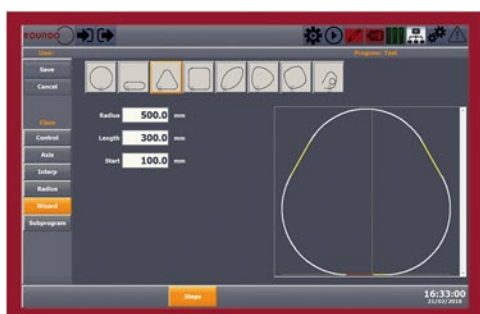 ROUNDO
User:
Program: Test
Save
Cancel
Close
Control
Axis
Interp
Radius
Wizard
Subprogram
Radius 500.0 mm
Length 300.0 mm
Start 100.0 mm
Steps
16:33:00
21/02/2018